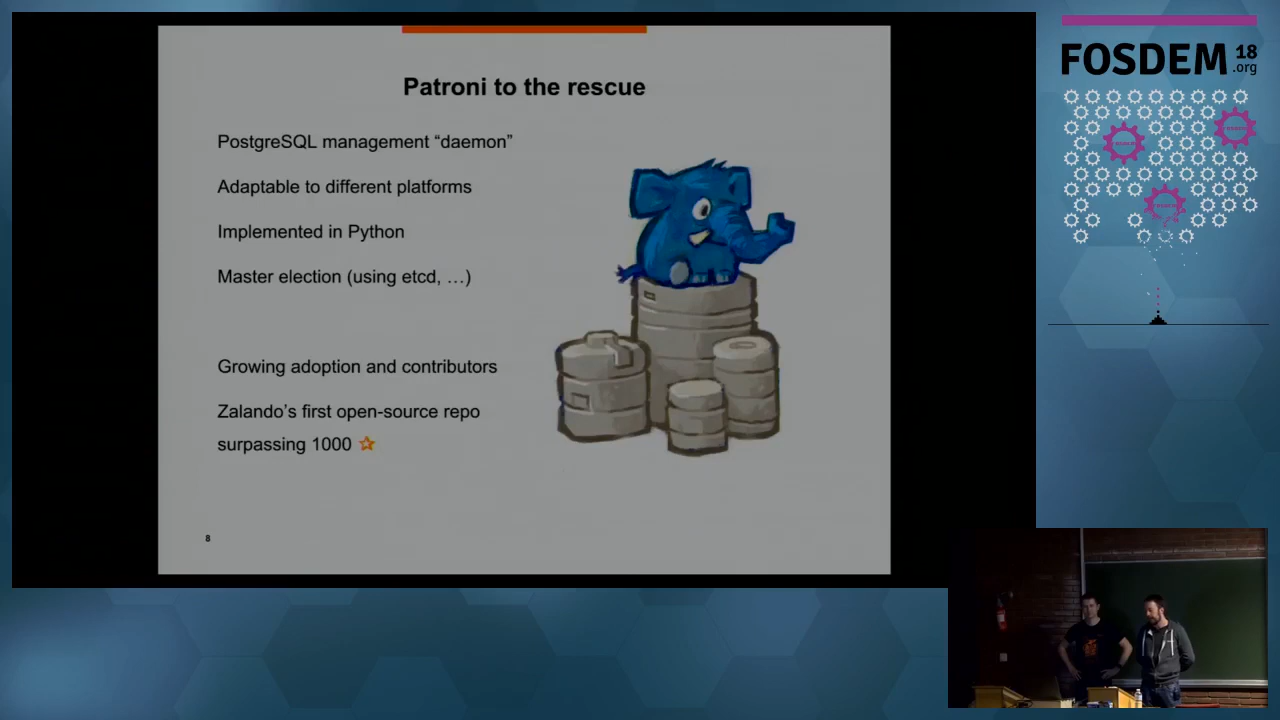 Patroni to the rescue
PostgreSQL management “daemon”
Adaptable to different platforms
Implemented in Python
Master election (using etcd, …)
Growing adoption and contributors
Zalando’s first open-source repo
surpassing 1000
8
FOSDEM 18
.org